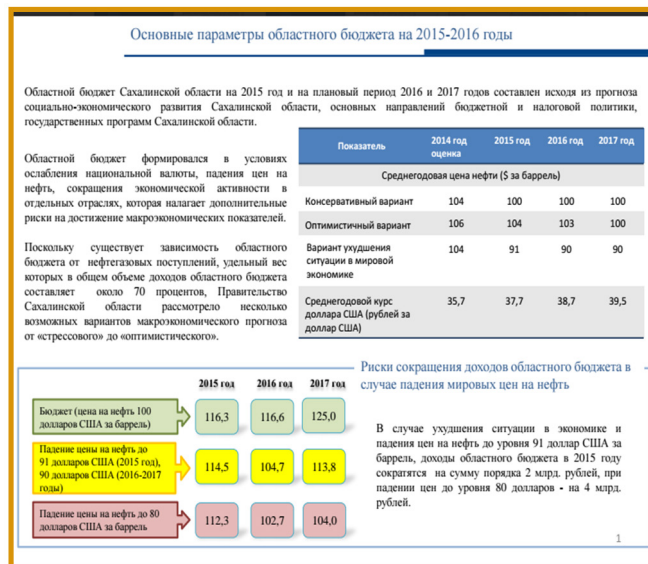 Основные параметры областного бюджета на 2015-2016 годы
Областной бюджет Сахалинской области на 2015 год и на плановый период 2016 и 2017 годов составлен исходя из прогноза
социально-экономического развития Сахалинской области, основных направлений бюджетной и налоговой политики,
государственных программ Сахалинской области.
Областной бюджет формировался в условиях
ослабления национальной валюты, падения цен на
нефть, сокращения экономической активности в
отдельных отраслях, которая налагает дополнительные
риски на достижение макроэкономических показателей.
Поскольку существует зависимость областного
бюджета от нефтегазовых поступлений, удельный вес
которых в общем объеме доходов областного бюджета
составляет около 70 процентов, Правительство
Сахалинской области рассмотрело несколько
возможных вариантов макроэкономического прогноза
от «стрессового» до «оптимистического».
Показатель 2014 год 2015 год 2016 год 2017 год
оценка
Среднегодовая цена нефти ($ за баррель)
Консервативный вариант 104 100 100 100
Оптимистичный вариант 106 104 103 100
Вариант ухудшения 104 91 90 90
ситуации в мировой
экономике
Среднегодовой курс 35,7 37,7 38,7 39,5
доллара США (рублей за
доллар США)
Риски сокращения доходов областного бюджета в
случае падения мировых цен на нефть
2015 год 2016 год 2017 год
Бюджет (цена на нефть 100
долларов США за баррель)
116,3 116,6 125,0
Падение цены на нефть до
91 долларов США (2015 год),
90 долларов США (2016-2017
годы)
114,5 104,7 113,8
Падение цены на нефть до 80
долларов США за баррель
112,3 102,7 104,0
В случае ухудшения ситуации в экономике и
падения цен на нефть до уровня 91 доллар США за
баррель, доходы областного бюджета в 2015 году
сократятся на сумму порядка 2 млрд. рублей, при
падении цен до уровня 80 долларов - на 4 млрд.
рублей.
1